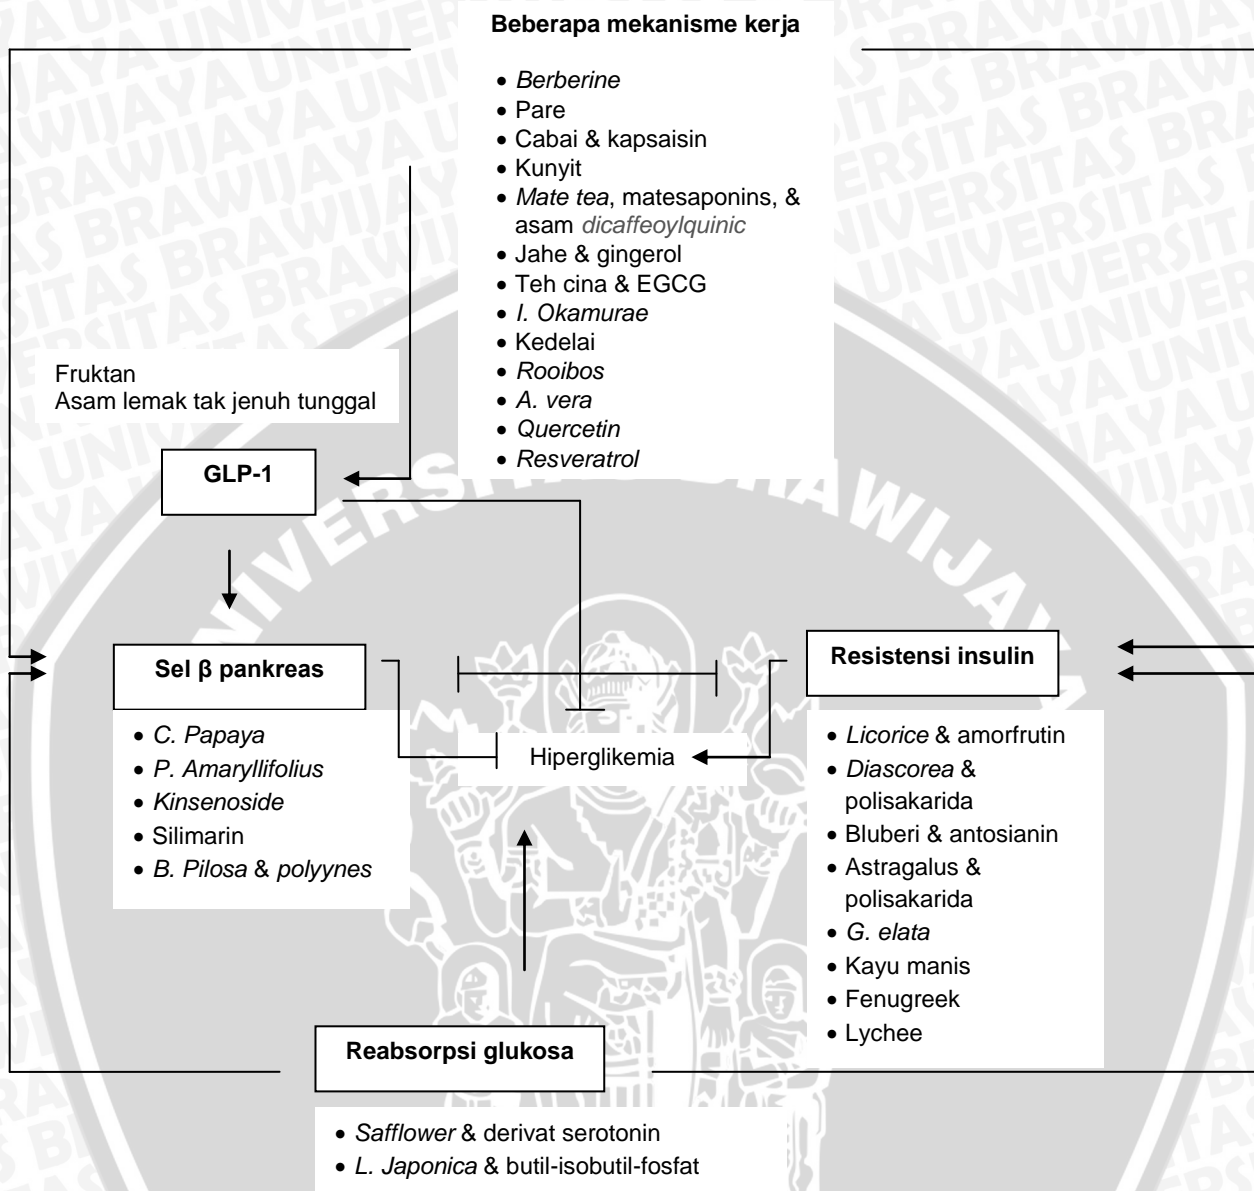 Beberapa mekanisme kerja
• Berberine
• Pare
• Cabai & kapsaisin
• Kunyit
• Mate tea, matesaponins, &
asam dicaffeoylquinic
• Jahe & gingerol
• Teh cina & EGCG
• I. Okamurae
• Kedelai
• Rooibos
• A. vera
• Quercetin
• Resveratrol
Fruktan
Asam lemak tak jenuh tunggal
GLP-1
UNIVERSITAS BRAWIJAYA
Sel β pankreas
• C. Papaya
• P. Amaryllifolius
• Kinsenoside
• Silimarin
• B. Pilosa & polyynes
Hiperglikemia
Resistensi insulin
• Licorice & amorfrutin
• Diascorea &
polisakarida
• Bluberi & antosianin
• Astragalus &
polisakarida
• G. elata
• Kayu manis
• Fenugreek
• Lychee
Reabsorpsi glukosa
• Safflower & derivat serotonin
• L. Japonica & butil-isobutil-fosfat